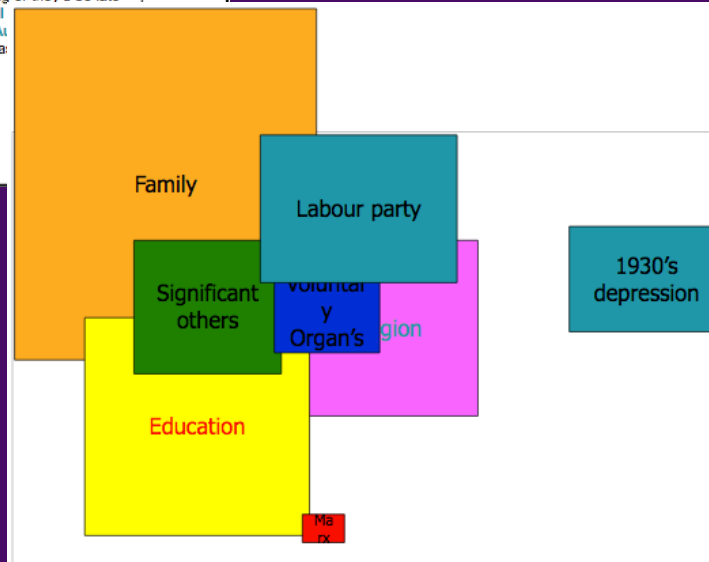 Family
Labour party
1930’s
depression
Significant
others
Voluntar
y
Organ’s
gion
Education
Ma
rx